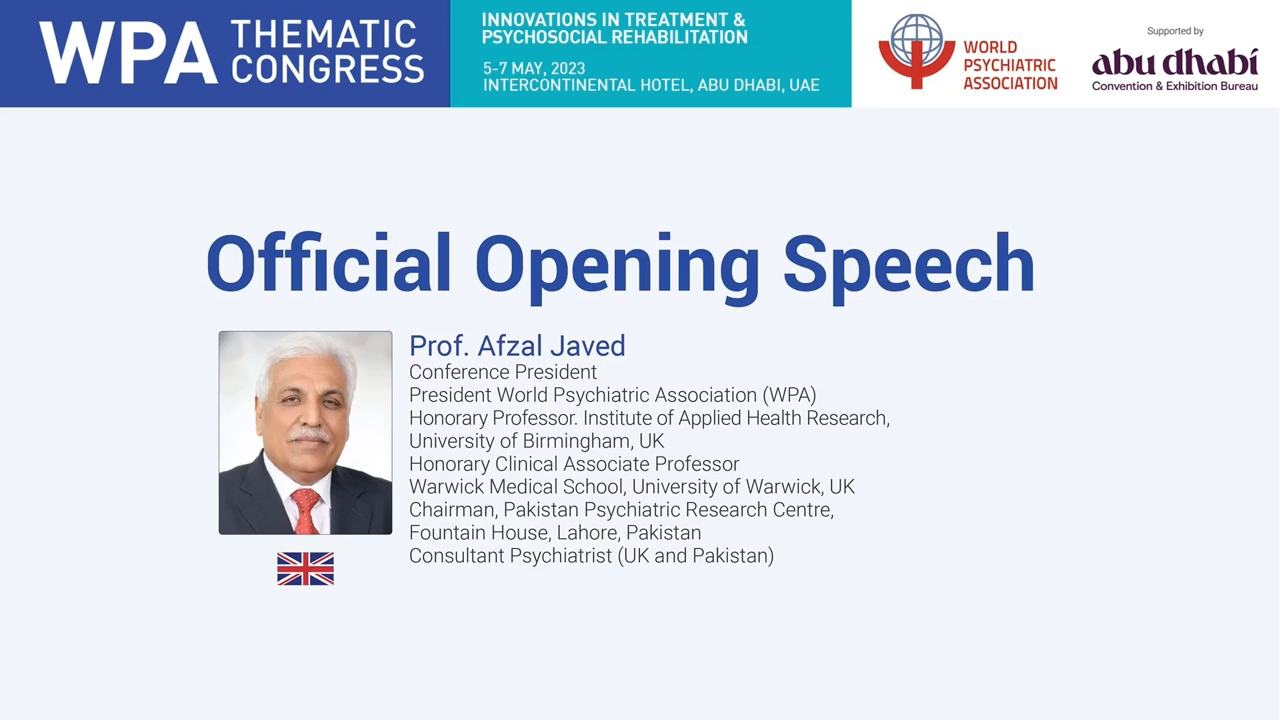 WPA THEMATIC CONGRESS
INNOVATIONS IN TREATMENT &
PSYCHOSOCIAL REHABILITATION
5-7 MAY, 2023
INTERCONTINENTAL HOTEL, ABU DHABI, UAE
WORLD
PSYCHIATRIC
ASSOCIATION
Supported by
abu dhabi
Convention & Exhibition Bureau
Official Opening Speech
Prof. Afzal Javed
Conference President
President World Psychiatric Association (WPA)
Honorary Professor. Institute of Applied Health Research,
University of Birmingham, UK
Honorary Clinical Associate Professor
Warwick Medical School, University of Warwick, UK
Chairman, Pakistan Psychiatric Research Centre,
Fountain House, Lahore, Pakistan
Consultant Psychiatrist (UK and Pakistan)